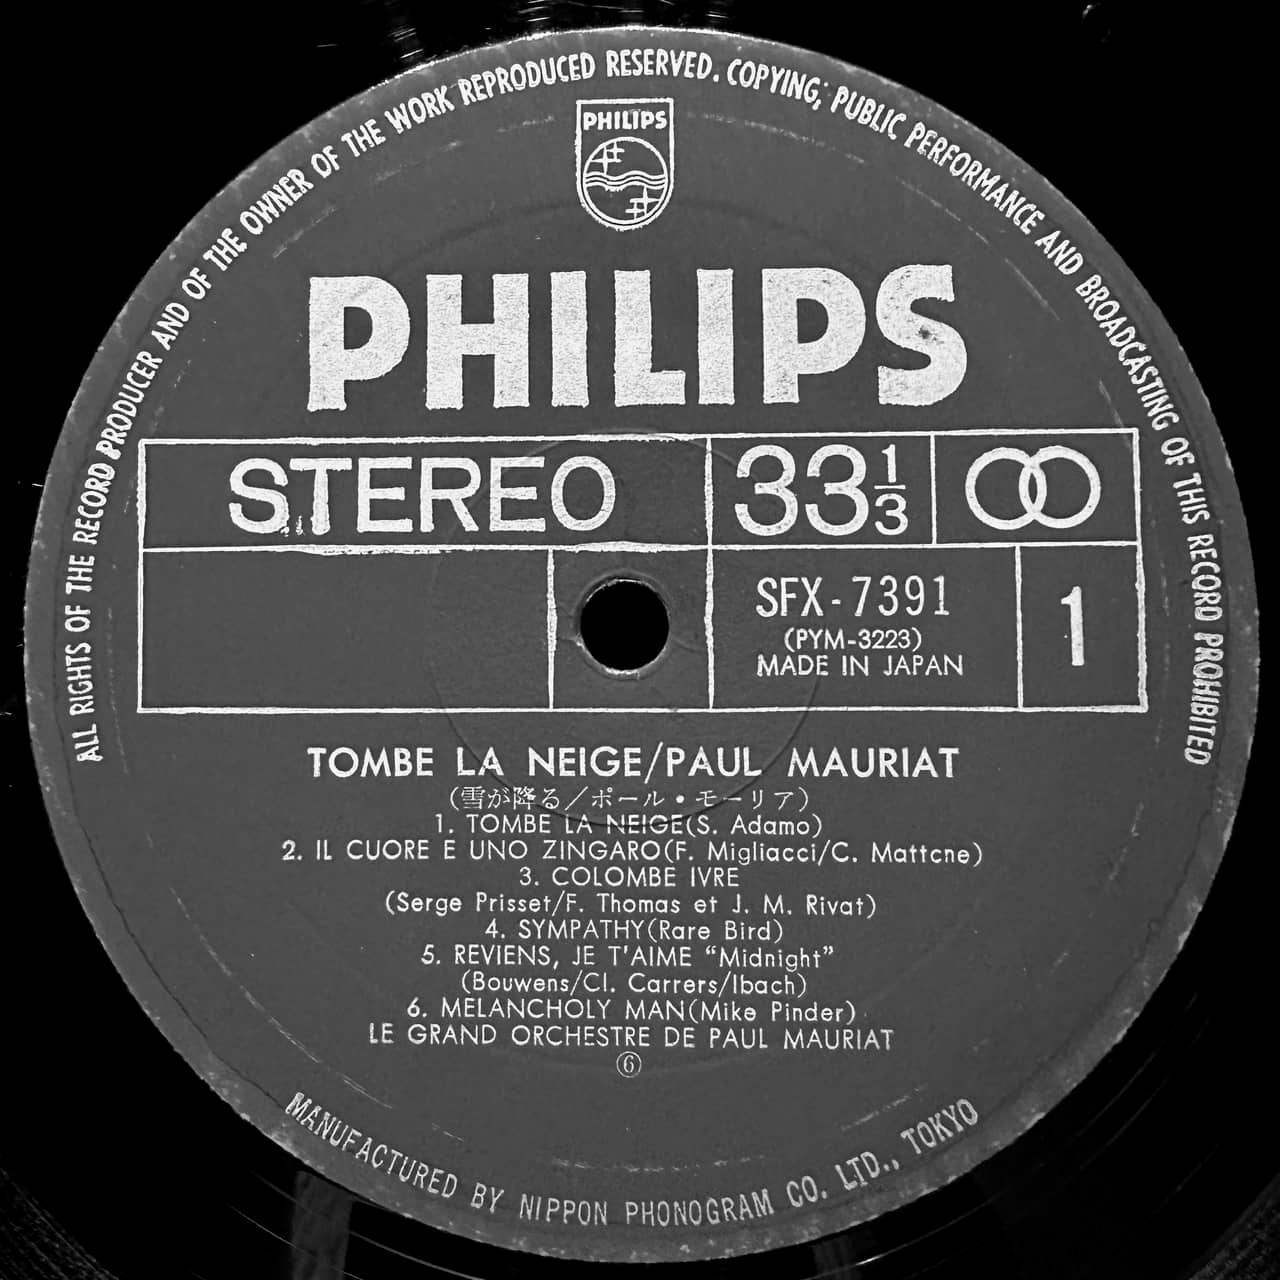 ALL RIGHTS OF THE RECORD PRODUCER AND OF THE OWNER OF THE WORK REPRODUCED RESERVED. COPYING, PUBLIC PERFORMANCE AND BROADCASTING OF THIS RECORD PROHIBITED
PHILIPS
PHILIPS
STEREO 33 1/3
SFX-7391 1
(PYM-3223)
MADE IN JAPAN
TOMBE LA NEIGE/PAUL MAURIAT
(雪が降る/ポール・モーリア)
1. TOMBE LA NEIGE(S. Adamo)
2. IL CUORE E UNO ZINGARO(F. Migliacci/C. Mattcne)
3. COLOMBE IVRE
(Serge Prisset/F. Thomas et J. M. Rivat)
4. SYMPATHY(Rare Bird)
5. REVIENS, JE T'AIME “Midnight”
(Bouwens/Cl. Carrers/Ibach)
6. MELANCHOLY MAN(Mike Pinder)
LE GRAND ORCHESTRE DE PAUL MAURIAT
⑥
MANUFACTURED BY NIPPON PHONOGRAM CO. LTD., TOKYO